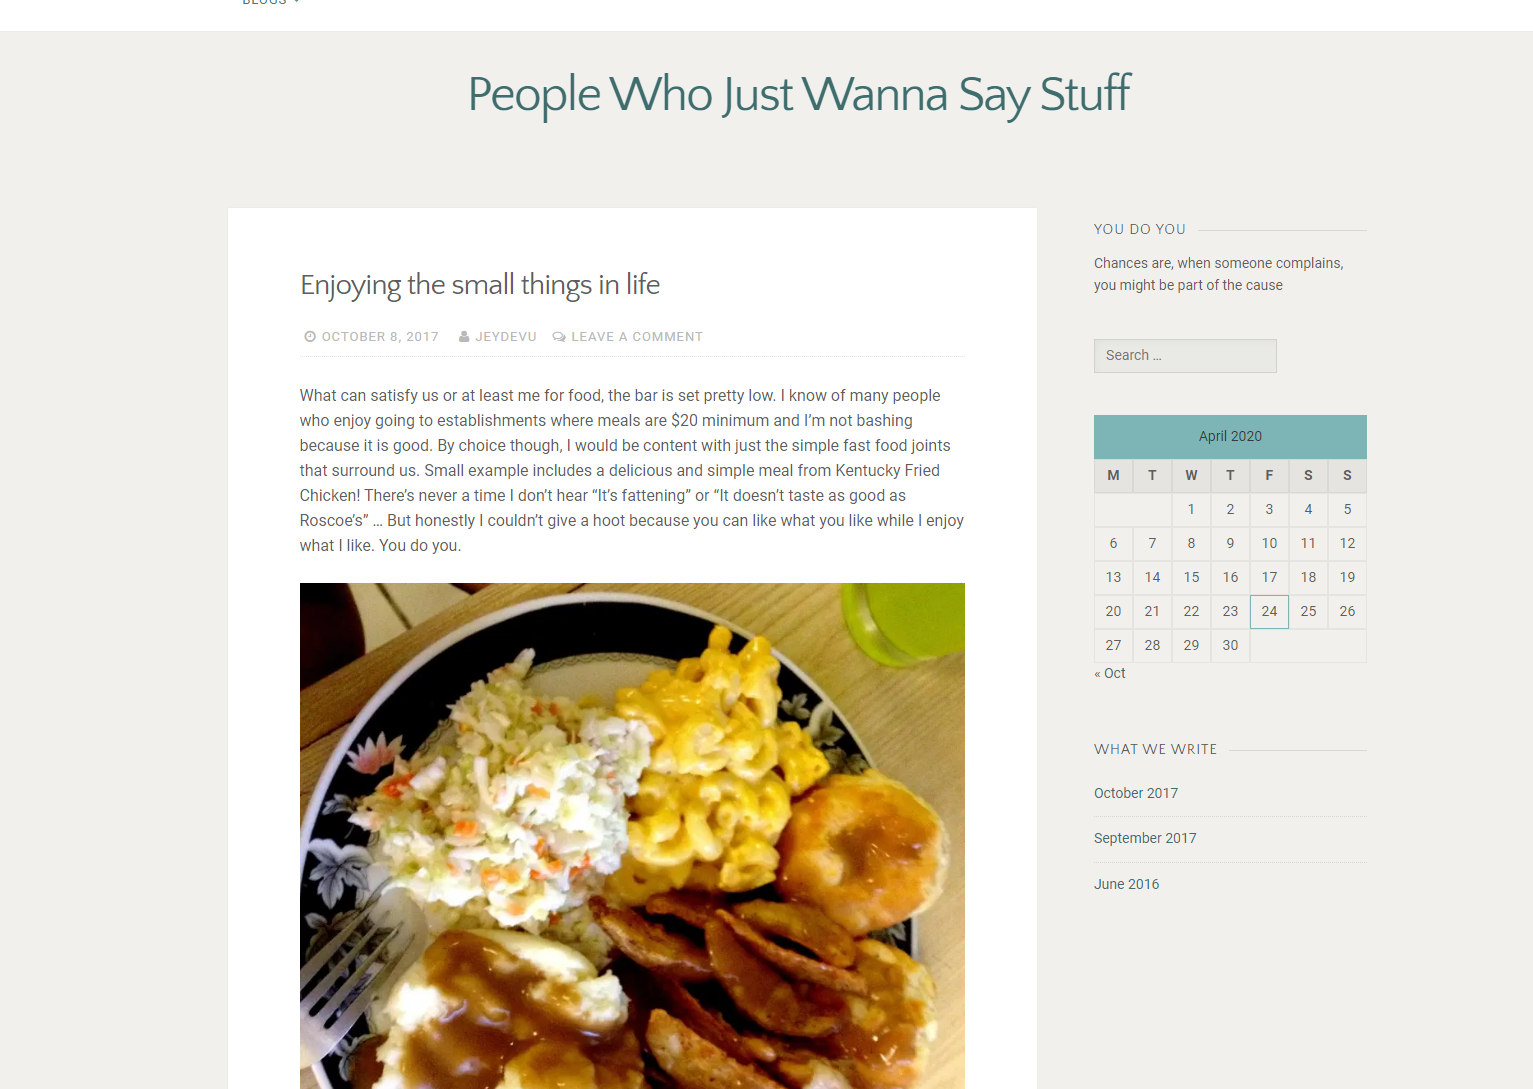 BLOGS
People Who Just Wanna Say Stuff
Enjoying the small things in life
OCTOBER 8, 2017 JEYDEVU LEAVE A COMMENT
What can satisfy us or at least me for food, the bar is set pretty low. I know of many people
who enjoy going to establishments where meals are $20 minimum and I’m not bashing
because it is good. By choice though, I would be content with just the simple fast food joints
that surround us. Small example includes a delicious and simple meal from Kentucky Fried
Chicken! There’s never a time I don’t hear “It’s fattening” or “It doesn’t taste as good as
Roscoe’s” … But honestly I couldn’t give a hoot because you can like what you like while I enjoy
what I like. You do you.
YOU DO YOU
Chances are, when someone complains,
you might be part of the cause
Search …
April 2020
M T W T F S S
1 2 3 4 5
6 7 8 9 10 11 12
13 14 15 16 17 18 19
20 21 22 23 24 25 26
27 28 29 30
« Oct
WHAT WE WRITE
October 2017
September 2017
June 2016